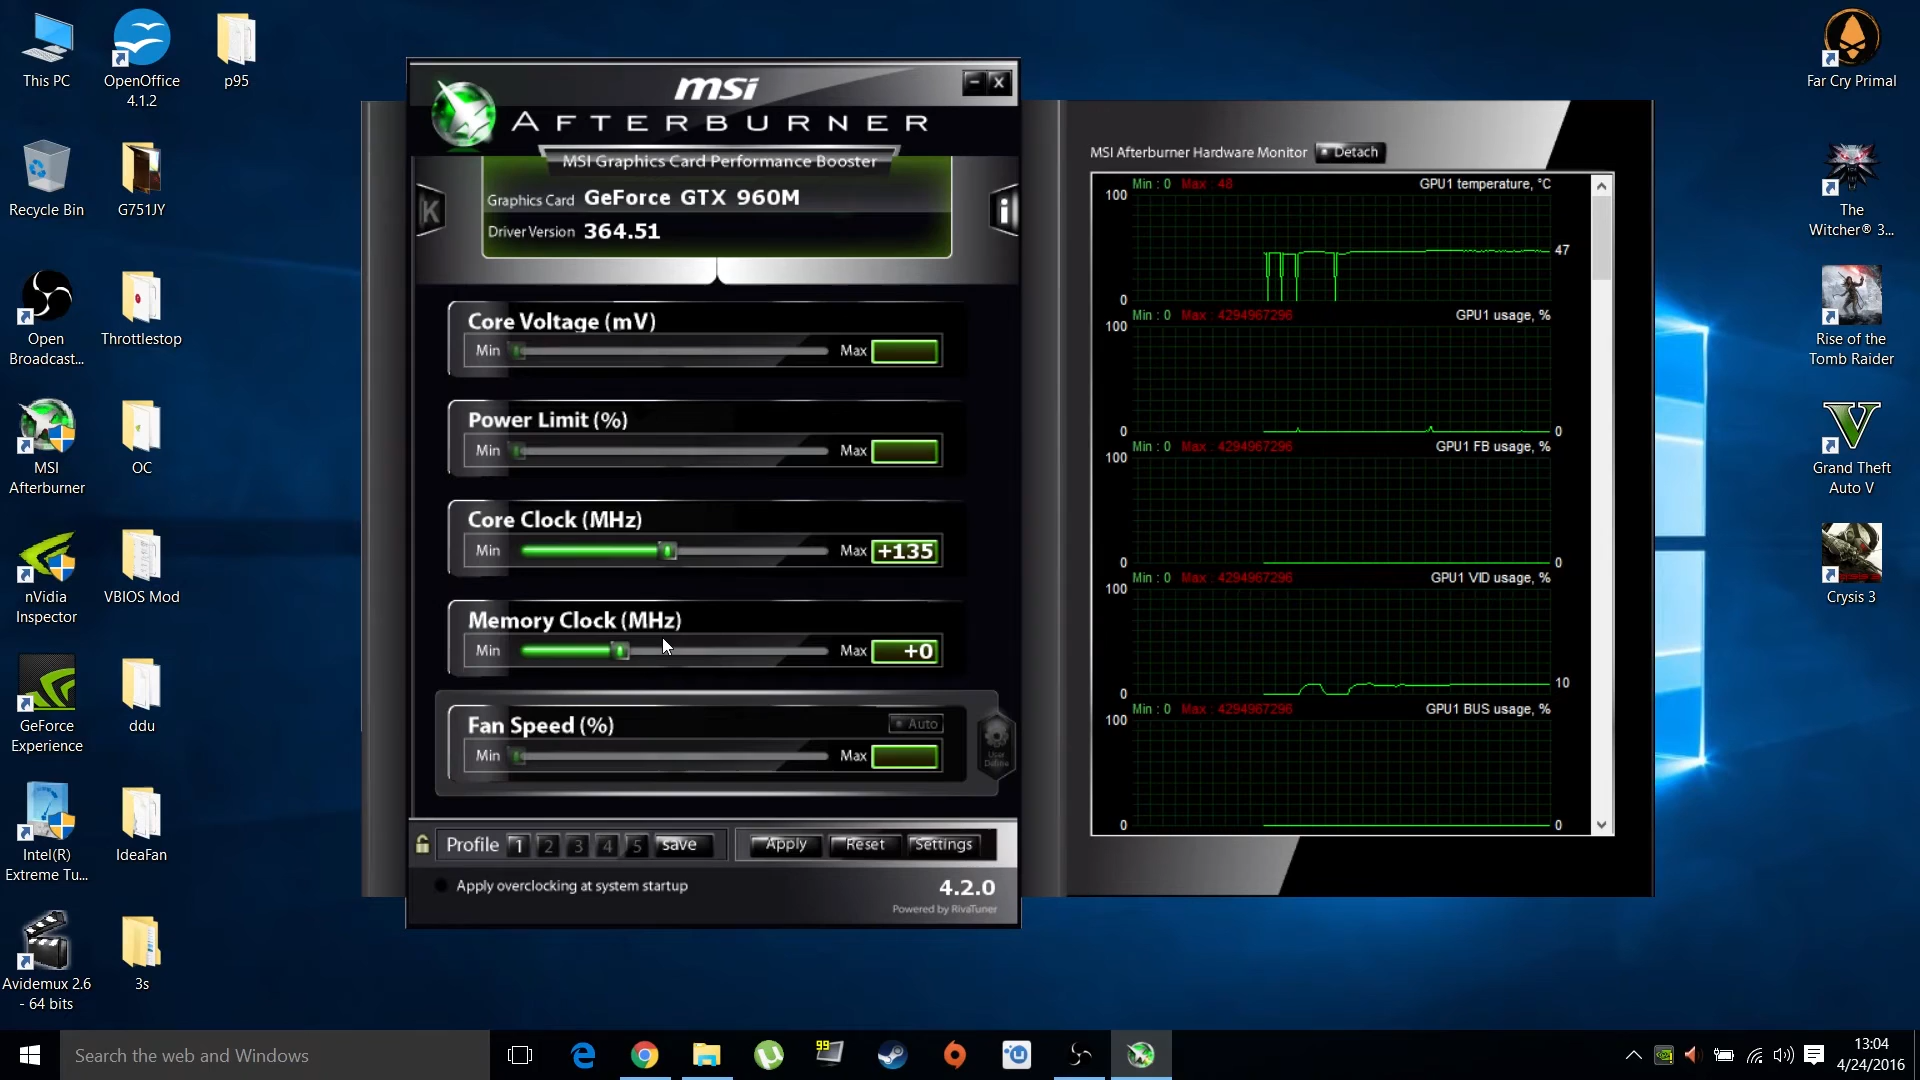 This PC
OpenOffice
4.1.2
p95
Recycle Bin
G751JY
Open
Broadcast...
Throttlestop
MSI
Afterburner
OC
nVidia
Inspector
VBIOS Mod
GeForce
Experience
ddu
Intel(R)
Extreme Tu...
IdeaFan
Avidemux 2.6
- 64 bits
3s
msi
AFTERBURNER
MSI Graphics Card Performance Booster
K
Graphics Card GeForce GTX 960M
i
Driver Version 364.51
Core Voltage (mV)
Min Max
Power Limit (%)
Min Max
Core Clock (MHz)
Min Max +135
Memory Clock (MHz)
Min Max +0
Fan Speed (%) Auto
Min Max
User
Define
Profile 1 2 3 4 5 save Apply Reset Settings
Apply overclocking at system startup 4.2.0
Powered by RivaTuner
MSI Afterburner Hardware Monitor Detach
Min : 0 Max : 48 GPU1 temperature, °C
100
47
0
Min : 0 Max : 4294967296 GPU1 usage, %
100
0 0
Min : 0 Max : 4294967296 GPU1 FB usage, %
100
0 0
Min : 0 Max : 4294967296 GPU1 VID usage, %
100
10
0
Min : 0 Max : 4294967296 GPU1 BUS usage, %
100
0 0
Far Cry Primal
The
Witcher® 3...
Rise of the
Tomb Raider
Grand Theft
Auto V
Crysis 3
Search the web and Windows
99
13:04
4/24/2016